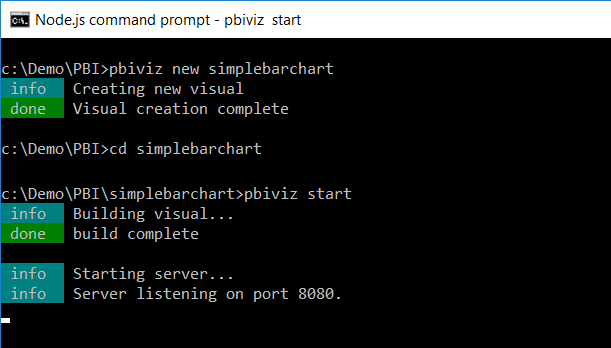 Node.js command prompt - pbiviz start
c:\Demo\PBI>pbiviz new simplebarchart
info Creating new visual
done Visual creation complete
c:\Demo\PBI>cd simplebarchart
c:\Demo\PBI\simplebarchart>pbiviz start
info Building visual...
done build complete
info Starting server...
info Server listening on port 8080.